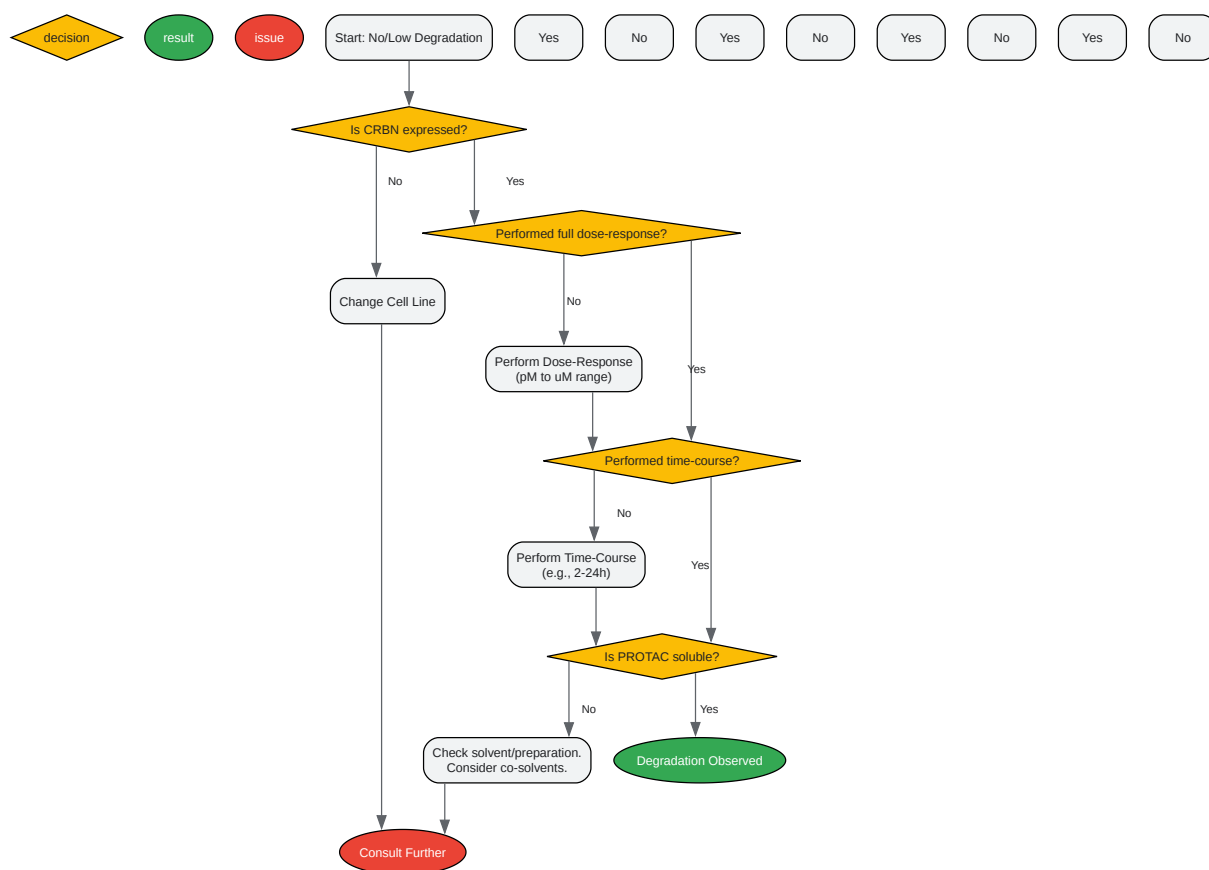 decision
result
issue
Start: No/Low Degradation
Yes
No
Yes
No
Yes
No
Yes
No
Is CRBN expressed?
No
Yes
Performed full dose-response?
Change Cell Line
No
Perform Dose-Response
(pM to uM range)
Yes
Performed time-course?
No
Perform Time-Course
(e.g., 2-24h)
Yes
Is PROTAC soluble?
No
Yes
Check solvent/preparation.
Consider co-solvents.
Degradation Observed
Consult Further